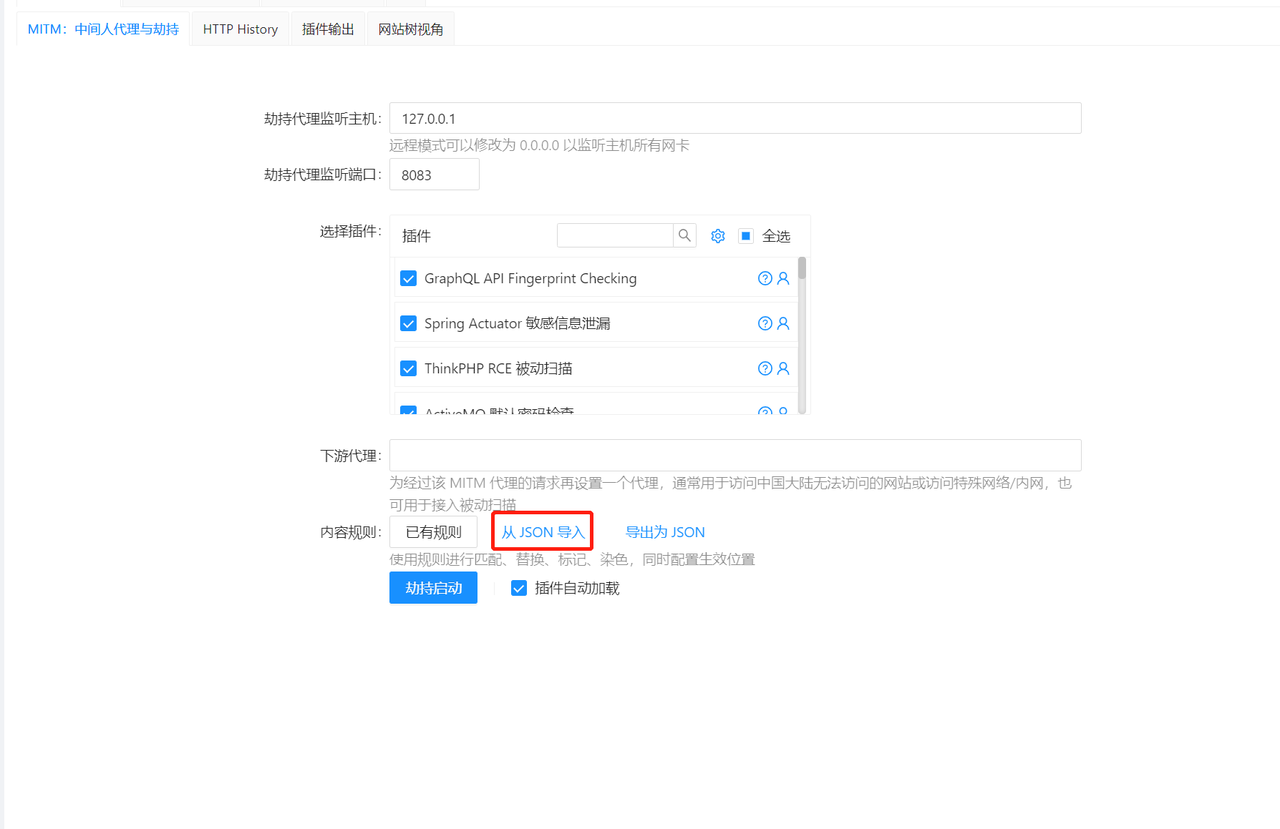 MITM：中间人代理与劫持 HTTP History 插件输出 网站树视角
劫持代理监听主机: 127.0.0.1
远程模式可以修改为 0.0.0.0 以监听主机所有网卡
劫持代理监听端口: 8083
选择插件: 插件 全选
GraphQL API Fingerprint Checking
Spring Actuator 敏感信息泄漏
ThinkPHP RCE 被动扫描
ActiveMQ 默认密码检查
下游代理:
为经过该 MITM 代理的请求再设置一个代理，通常用于访问中国大陆无法访问的网站或访问特殊网络/内网，也
可用于接入被动扫描
内容规则: 已有规则 从 JSON 导入 导出为 JSON
使用规则进行匹配、替换、标记、染色，同时配置生效位置
劫持启动 插件自动加载